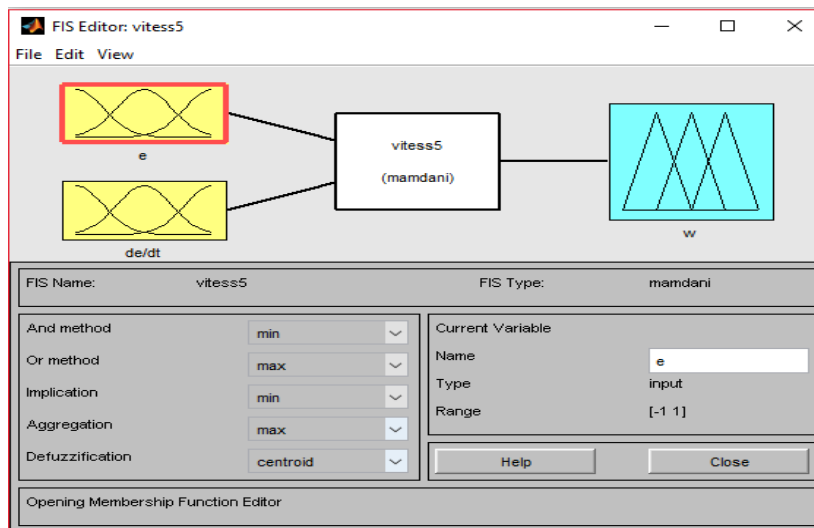 FIS Editor: vitess5
File Edit View
e
de/dt
vitess5
(mamdani)
w
FIS Name: vitess5 FIS Type: mamdani
And method min
Or method max
Implication min
Aggregation max
Defuzzification centroid
Current Variable
Name e
Type input
Range [-1 1]
Help Close
Opening Membership Function Editor